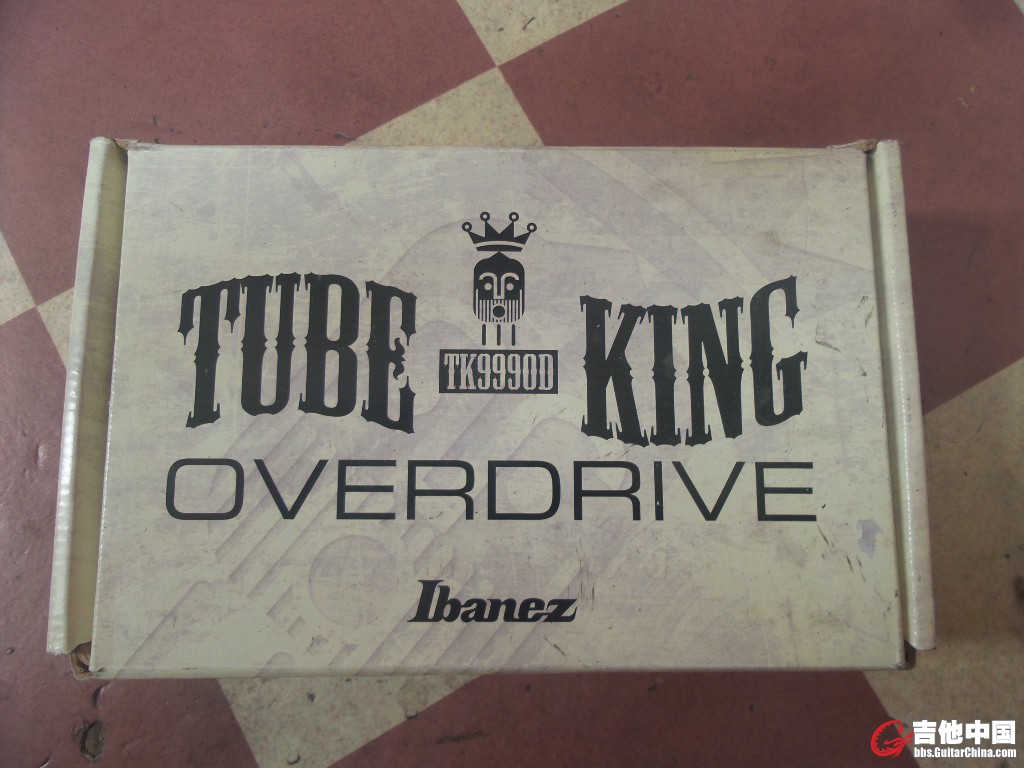 TUBE KING
TK999OD
OVERDRIVE
Ibanez
吉他中国
bbs.GuitarChina.com